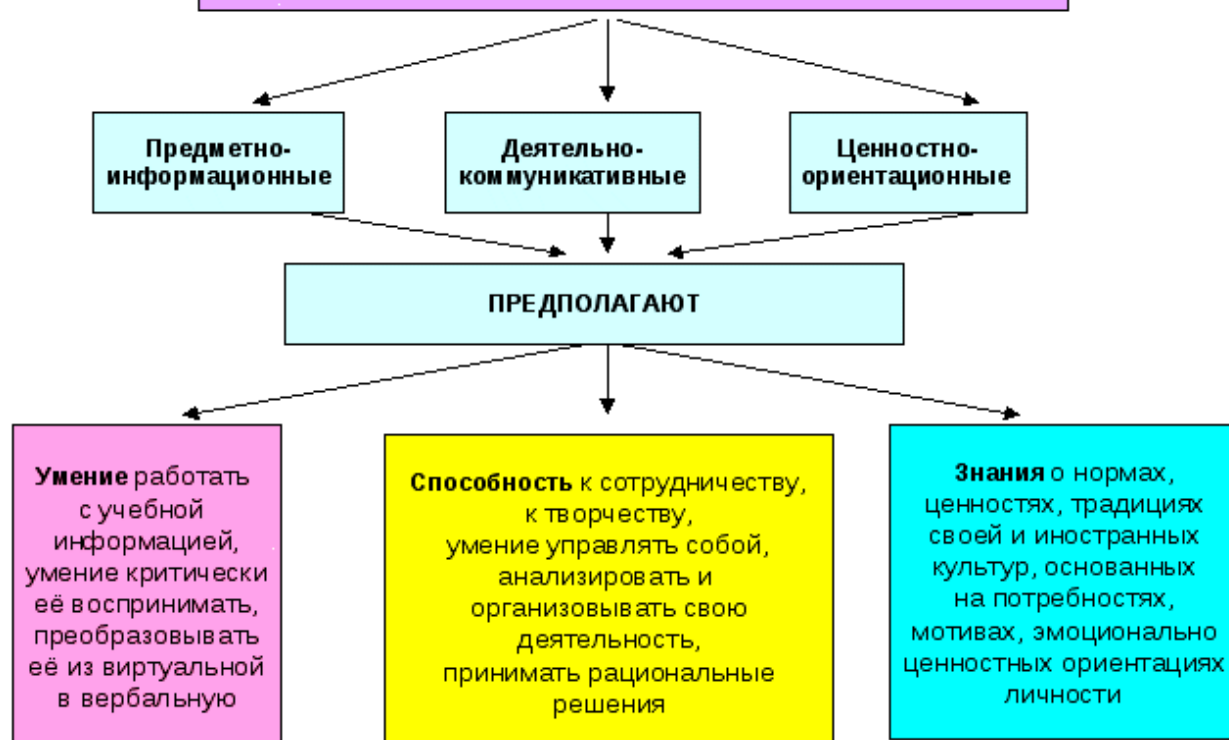 Предметно-
информационные
Деятельно-
коммуникативные
Ценностно-
ориентационные
ПРЕДПОЛАГАЮТ
Умение работать
с учебной
информацией,
умение критически
её воспринимать,
преобразовывать
её из виртуальной
в вербальную
Способность к сотрудничеству,
к творчеству,
умение управлять собой,
анализировать и
организовывать свою
деятельность,
принимать рациональные
решения
Знания о нормах,
ценностях, традициях
своей и иностранных
культур, основанных
на потребностях,
мотивах, эмоционально
ценностных ориентациях
личности